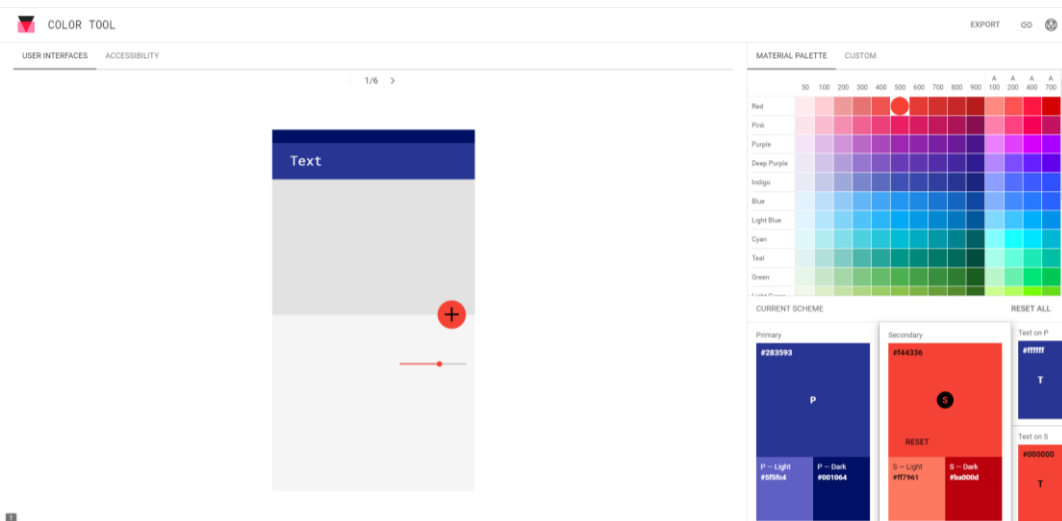 COLOR TOOL
EXPORT
USER INTERFACES ACCESSIBILITY
MATERIAL PALETTE CUSTOM
1/6
50 100 200 300 400 500 600 700 800 900 A 100 A 200 A 400 A 700
Red
Pink
Purple
Deep Purple
Indigo
Blue
Light Blue
Cyan
Teal
Green
Text
CURRENT SCHEME RESET ALL
Primary
#283593
P
P — Light
#5f5fc4
P — Dark
#001064
Secondary
#f44336
S
RESET
S — Light
#ff7961
S — Dark
#ba000d
Text on P
#ffffff
T
Text on S
#000000
T